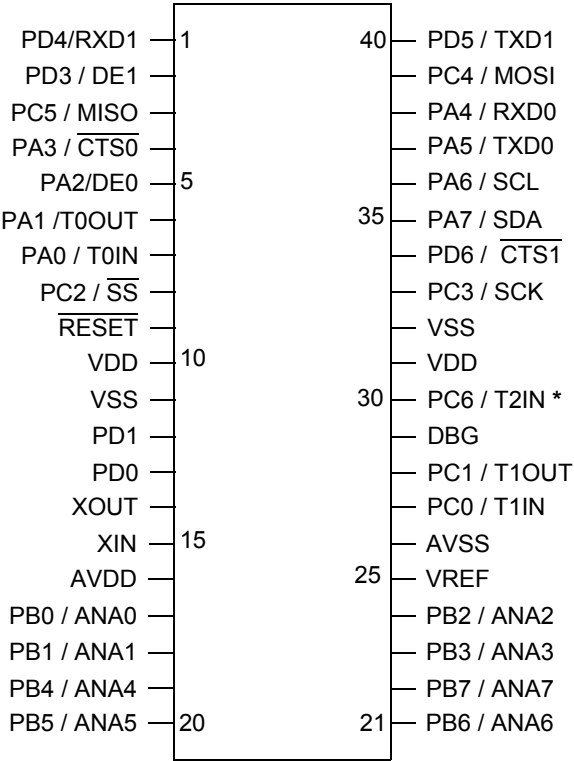 PD4/RXD1 1 40 PD5 / TXD1
PD3 / DE1 PC4 / MOSI
PC5 / MISO PA4 / RXD0
PA3 / CTS0 PA5 / TXD0
PA2/DE0 5 PA6 / SCL
PA1 /T0OUT 35 PA7 / SDA
PA0 / T0IN PD6 / CTS1
PC2 / SS PC3 / SCK
RESET VSS
VDD 10 VDD
VSS 30 PC6 / T2IN *
PD1 DBG
PD0 PC1 / T1OUT
XOUT PC0 / T1IN
XIN 15 AVSS
AVDD 25 VREF
PB0 / ANA0 PB2 / ANA2
PB1 / ANA1 PB3 / ANA3
PB4 / ANA4 PB7 / ANA7
PB5 / ANA5 20 21 PB6 / ANA6